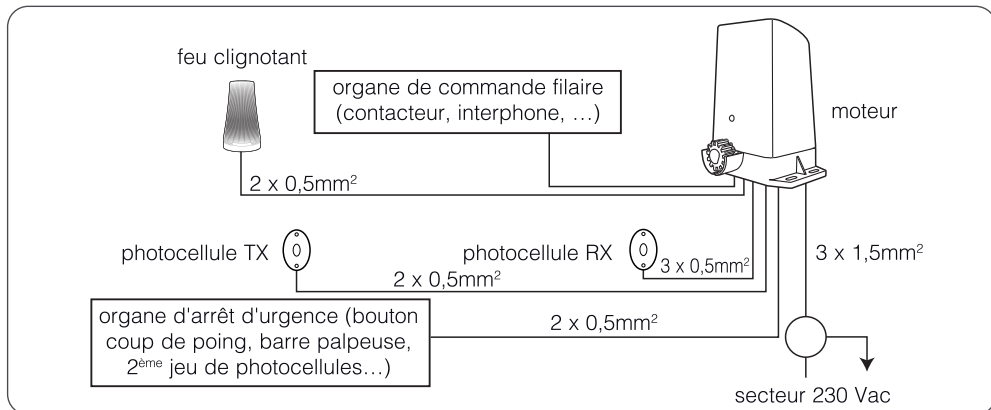 feu clignotant
organe de commande filaire
(contacteur, interphone, …)
moteur
2 x 0,5mm²
photocellule TX
photocellule RX
3 x 0,5mm²
3 x 1,5mm²
2 x 0,5mm²
organe d'arrêt d'urgence (bouton
coup de poing, barre palpeuse,
2ème jeu de photocellules…)
2 x 0,5mm²
secteur 230 Vac